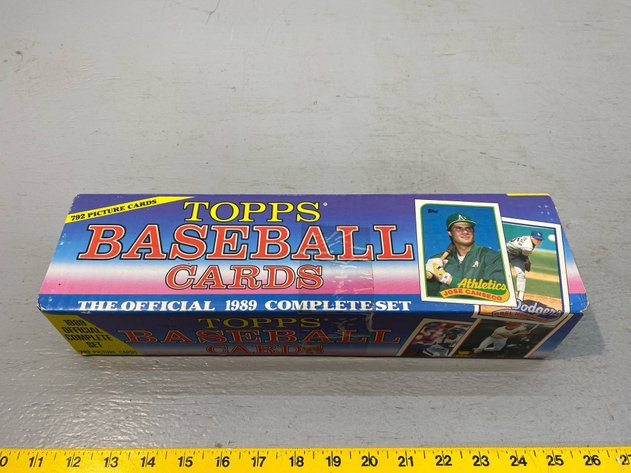 792 PICTURE CARDS
TOPPS
BASEBALL
CARDS
THE OFFICIAL 1989 COMPLETE SET
Topps
A's
Athletics
JOSE CANSECO
Dodgers
1989
OFFICIAL
COMPLETE
SET
792 PICTURE CARDS
TOPPS
BASEBALL
CARDS
10 11 12 13 14 15 16 17 18 19 20 21 22 23 24 25 26 27